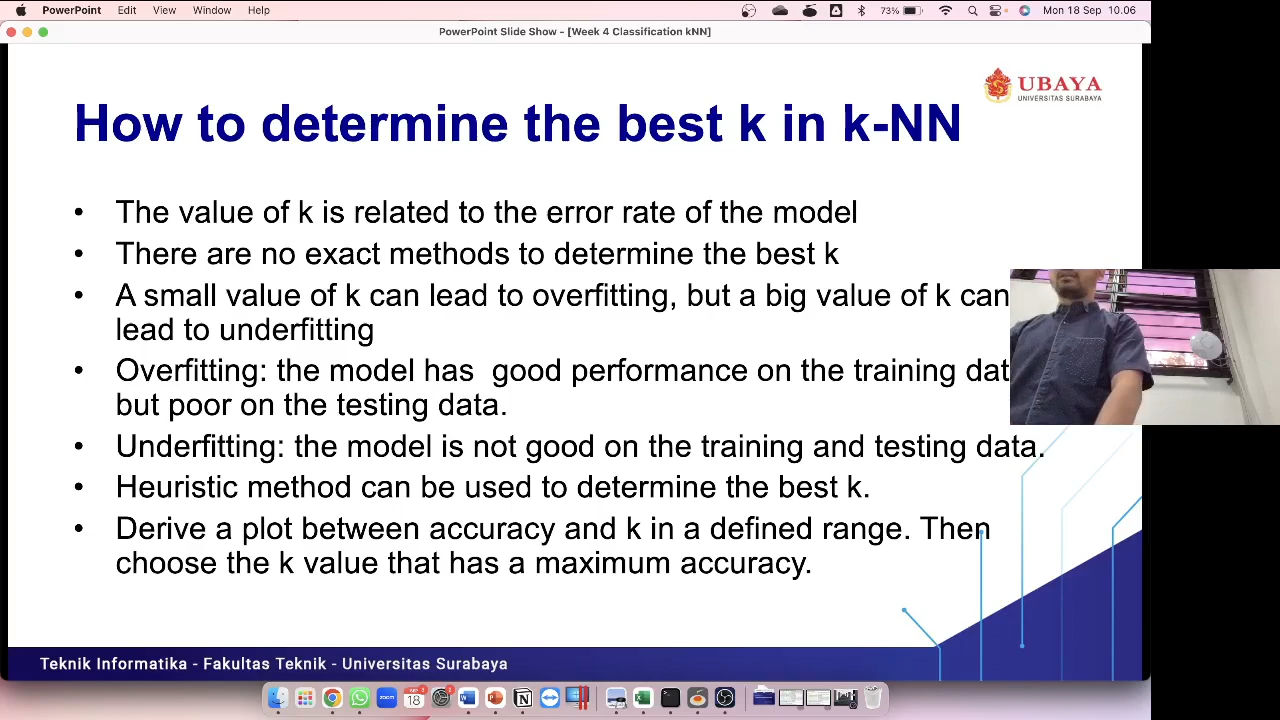 PowerPoint Edit View Window Help 73% Mon 18 Sep 10.06
PowerPoint Slide Show - [Week 4 Classification kNN]
UBAYA
UNIVERSITAS SURABAYA
How to determine the best k in k-NN
• The value of k is related to the error rate of the model
• There are no exact methods to determine the best k
• A small value of k can lead to overfitting, but a big value of k can
lead to underfitting
• Overfitting: the model has good performance on the training dat
but poor on the testing data.
• Underfitting: the model is not good on the training and testing data.
• Heuristic method can be used to determine the best k.
• Derive a plot between accuracy and k in a defined range. Then
choose the k value that has a maximum accuracy.
Teknik Informatika - Fakultas Teknik - Universitas Surabaya
zoom
18